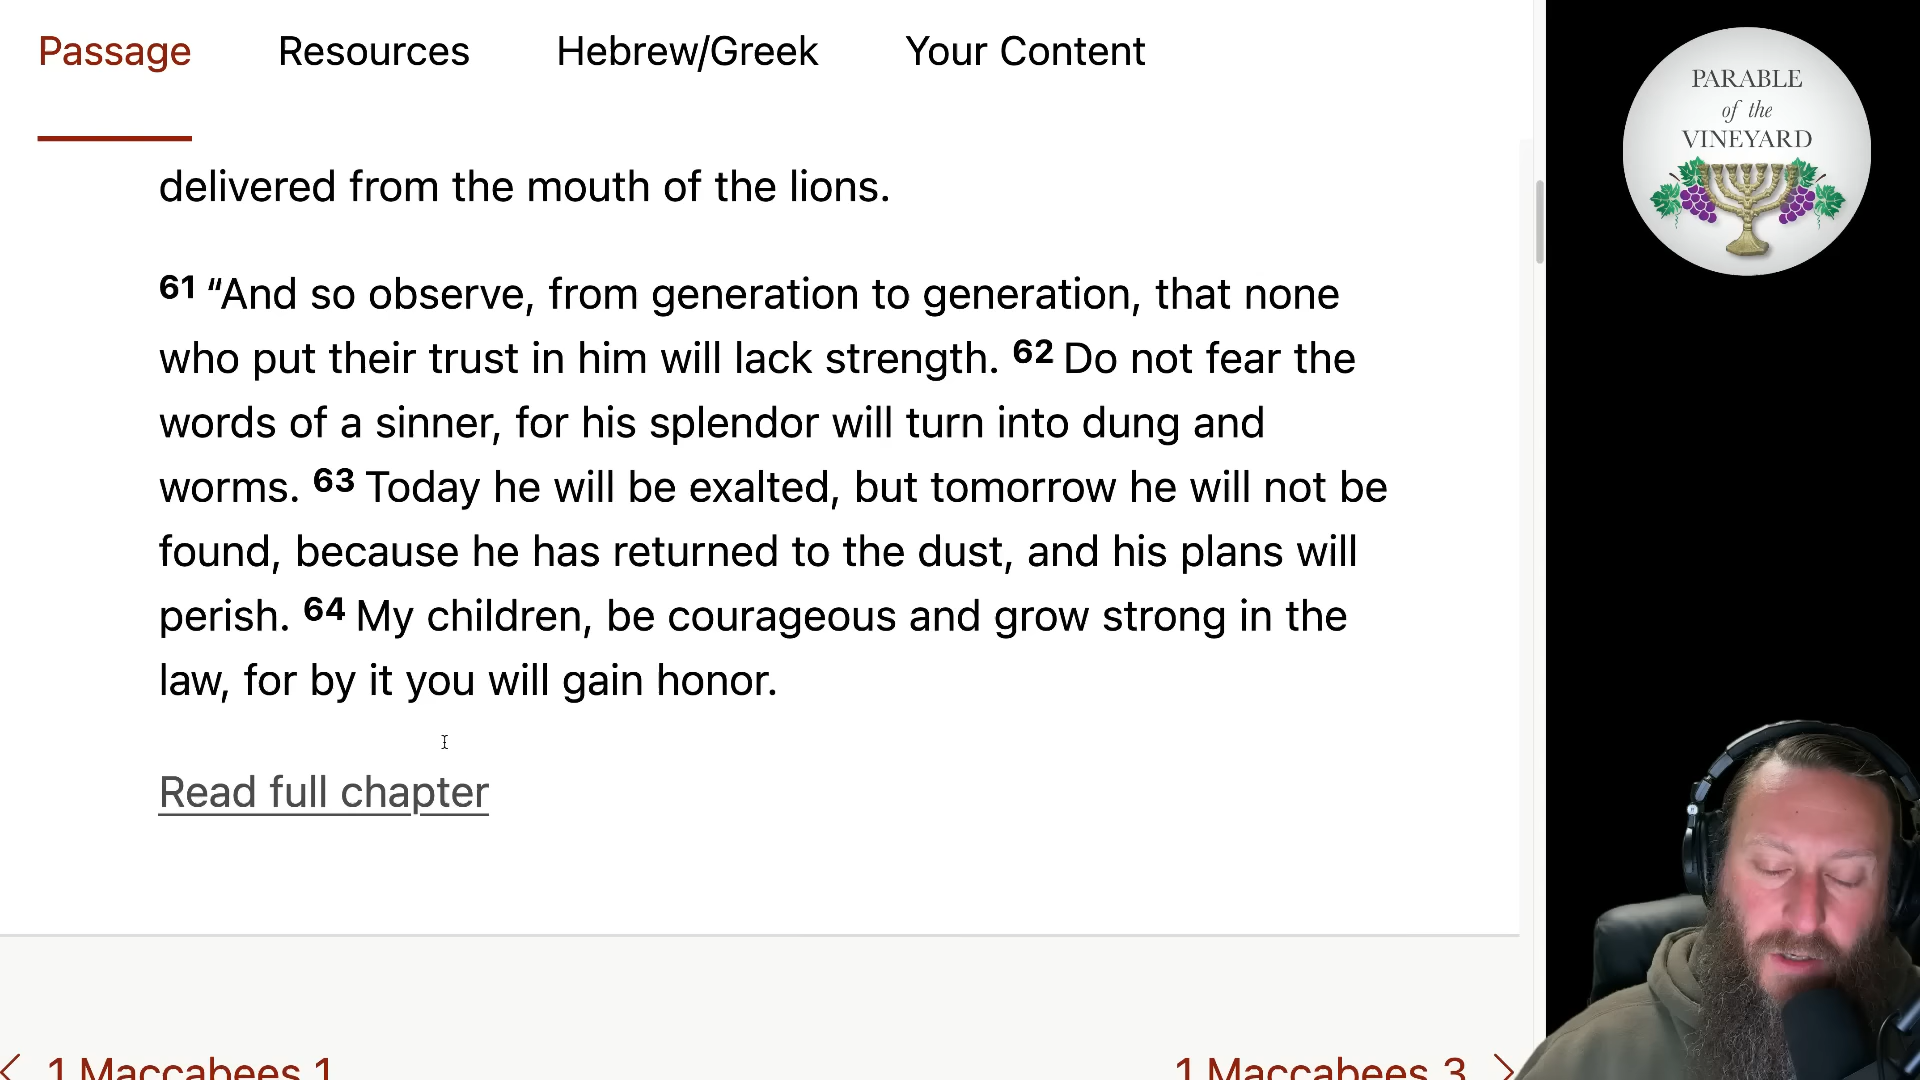 Passage Resources Hebrew/Greek Your Content
PARABLE
of the
VINEYARD
delivered from the mouth of the lions.
61 “And so observe, from generation to generation, that none
who put their trust in him will lack strength. 62 Do not fear the
words of a sinner, for his splendor will turn into dung and
worms. 63 Today he will be exalted, but tomorrow he will not be
found, because he has returned to the dust, and his plans will
perish. 64 My children, be courageous and grow strong in the
law, for by it you will gain honor.
Read full chapter
1 Maccabees 1
1 Maccabees 3